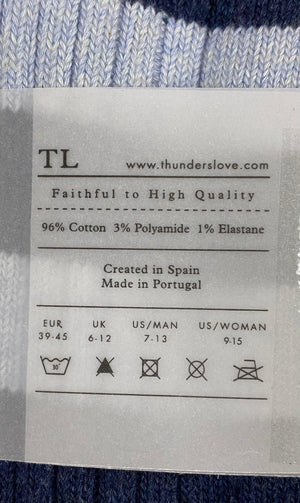 TL www.thunderslove.com
Faithful to High Quality
96% Cotton 3% Polyamide 1% Elastane
Created in Spain
Made in Portugal
EUR UK US/MAN US/WOMAN
39-45 6-12 7-13 9-15
30°